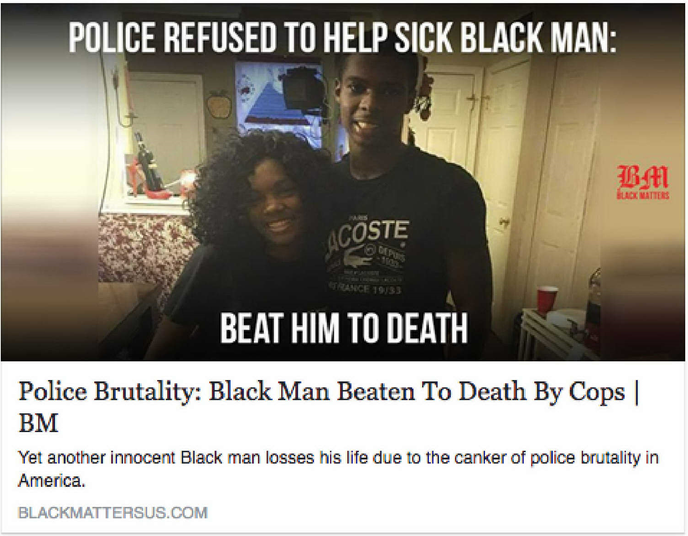 POLICE REFUSED TO HELP SICK BLACK MAN:
BM
BLACK MATTERS
PARIS
LACOSTE
DEPUIS
FRANCE 1933
BEAT HIM TO DEATH
Police Brutality: Black Man Beaten To Death By Cops |
BM
Yet another innocent Black man losses his life due to the canker of police brutality in
America.
BLACKMATTERSUS.COM